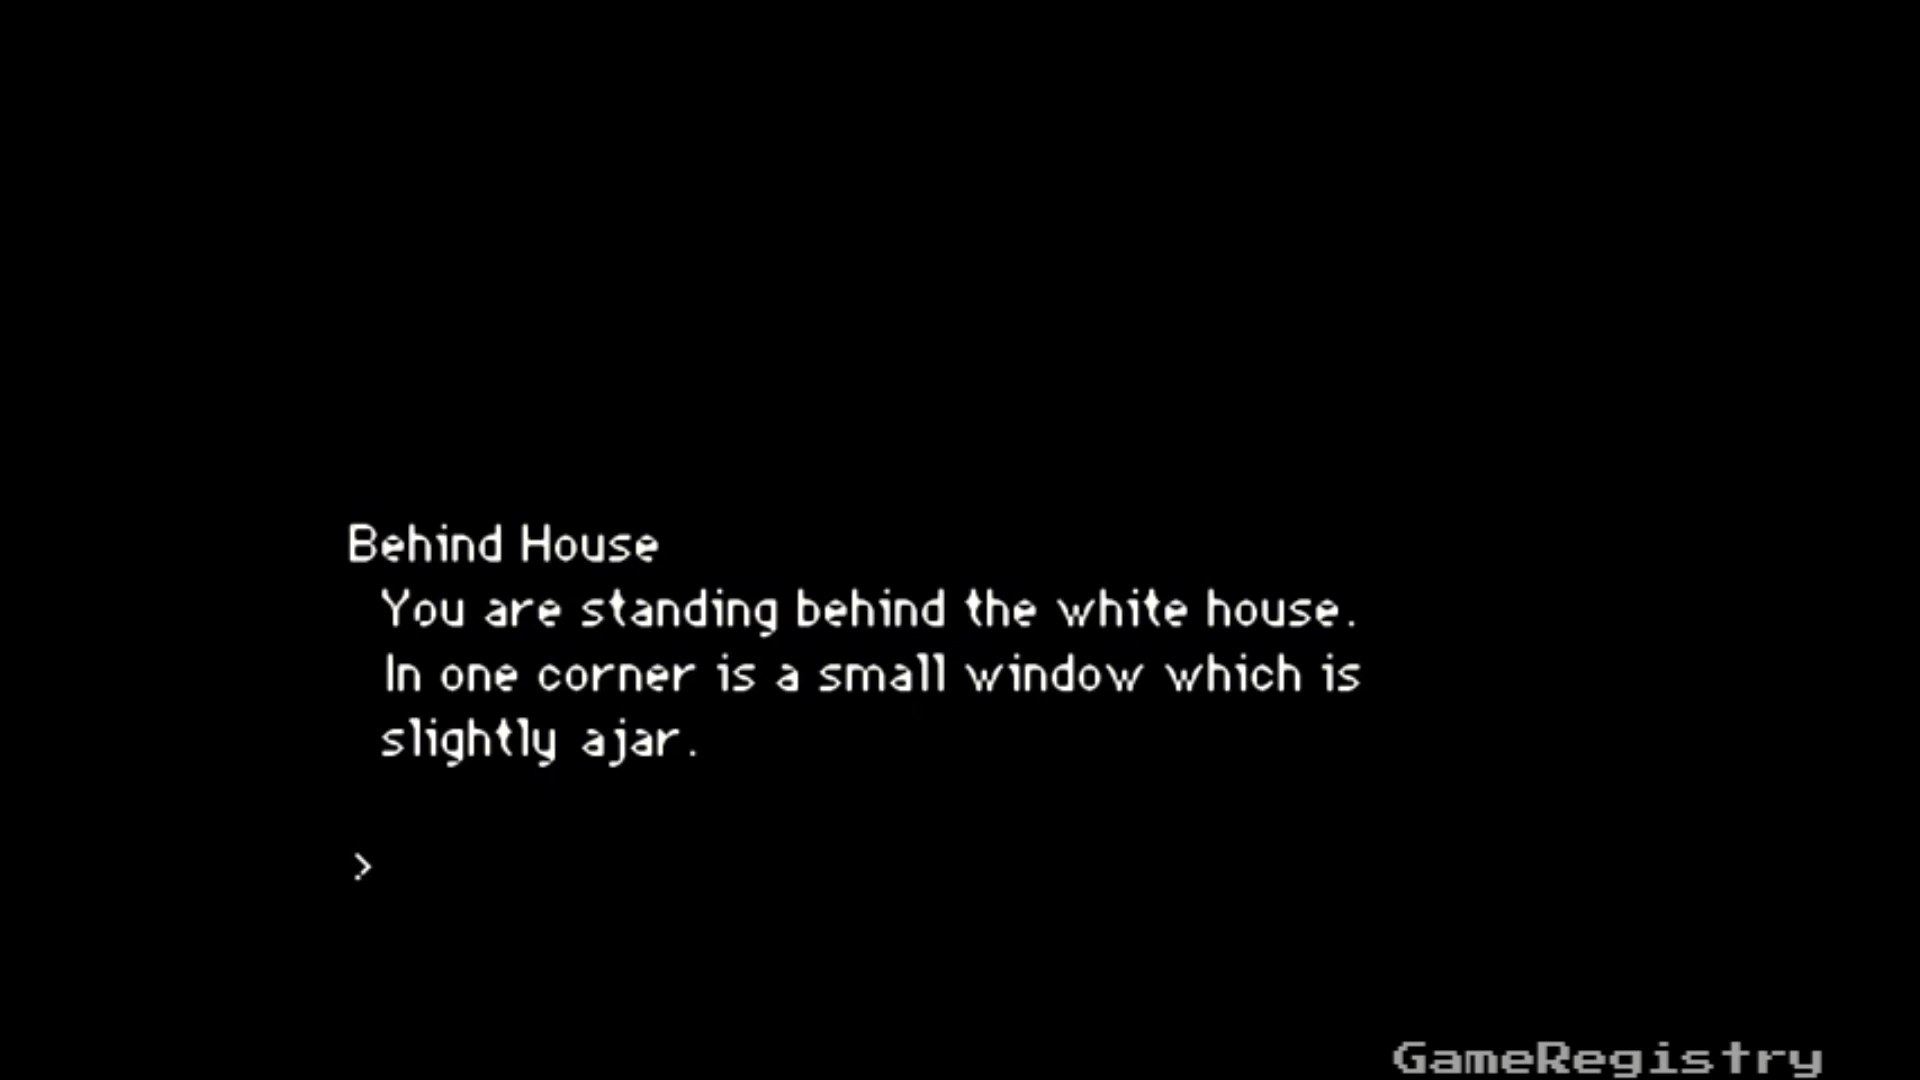 Behind House
You are standing behind the white house.
In one corner is a small window which is
slightly ajar.
>
GameRegistry